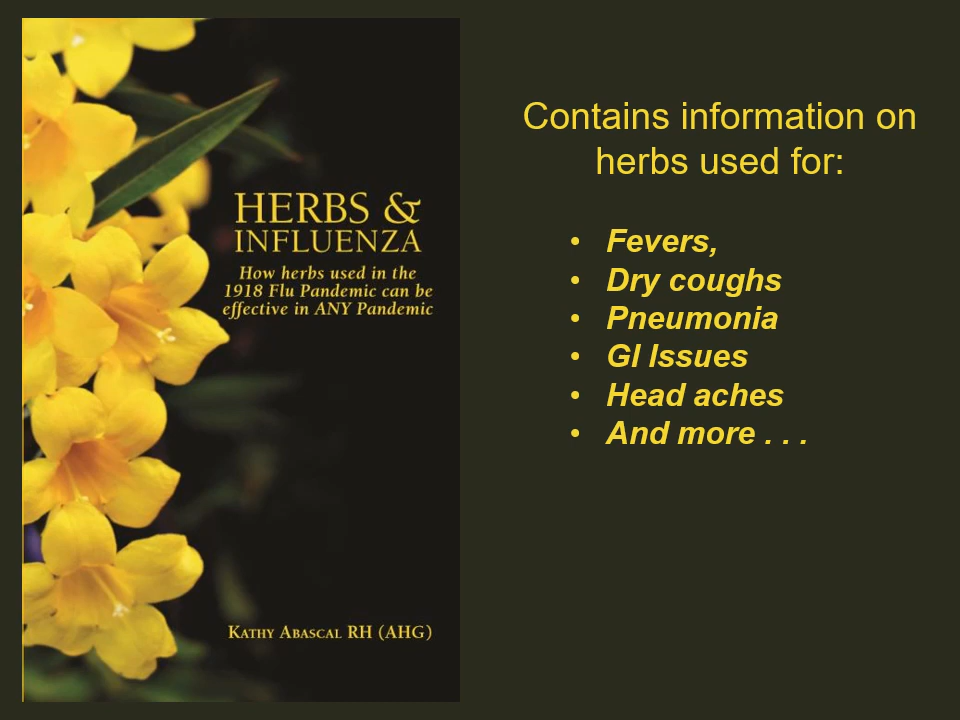 HERBS &
INFLUENZA
How herbs used in the
1918 Flu Pandemic can be
effective in ANY Pandemic
KATHY ABASCAL RH (AHG)
Contains information on
herbs used for:
• Fevers,
• Dry coughs
• Pneumonia
• GI Issues
• Head aches
• And more . . .